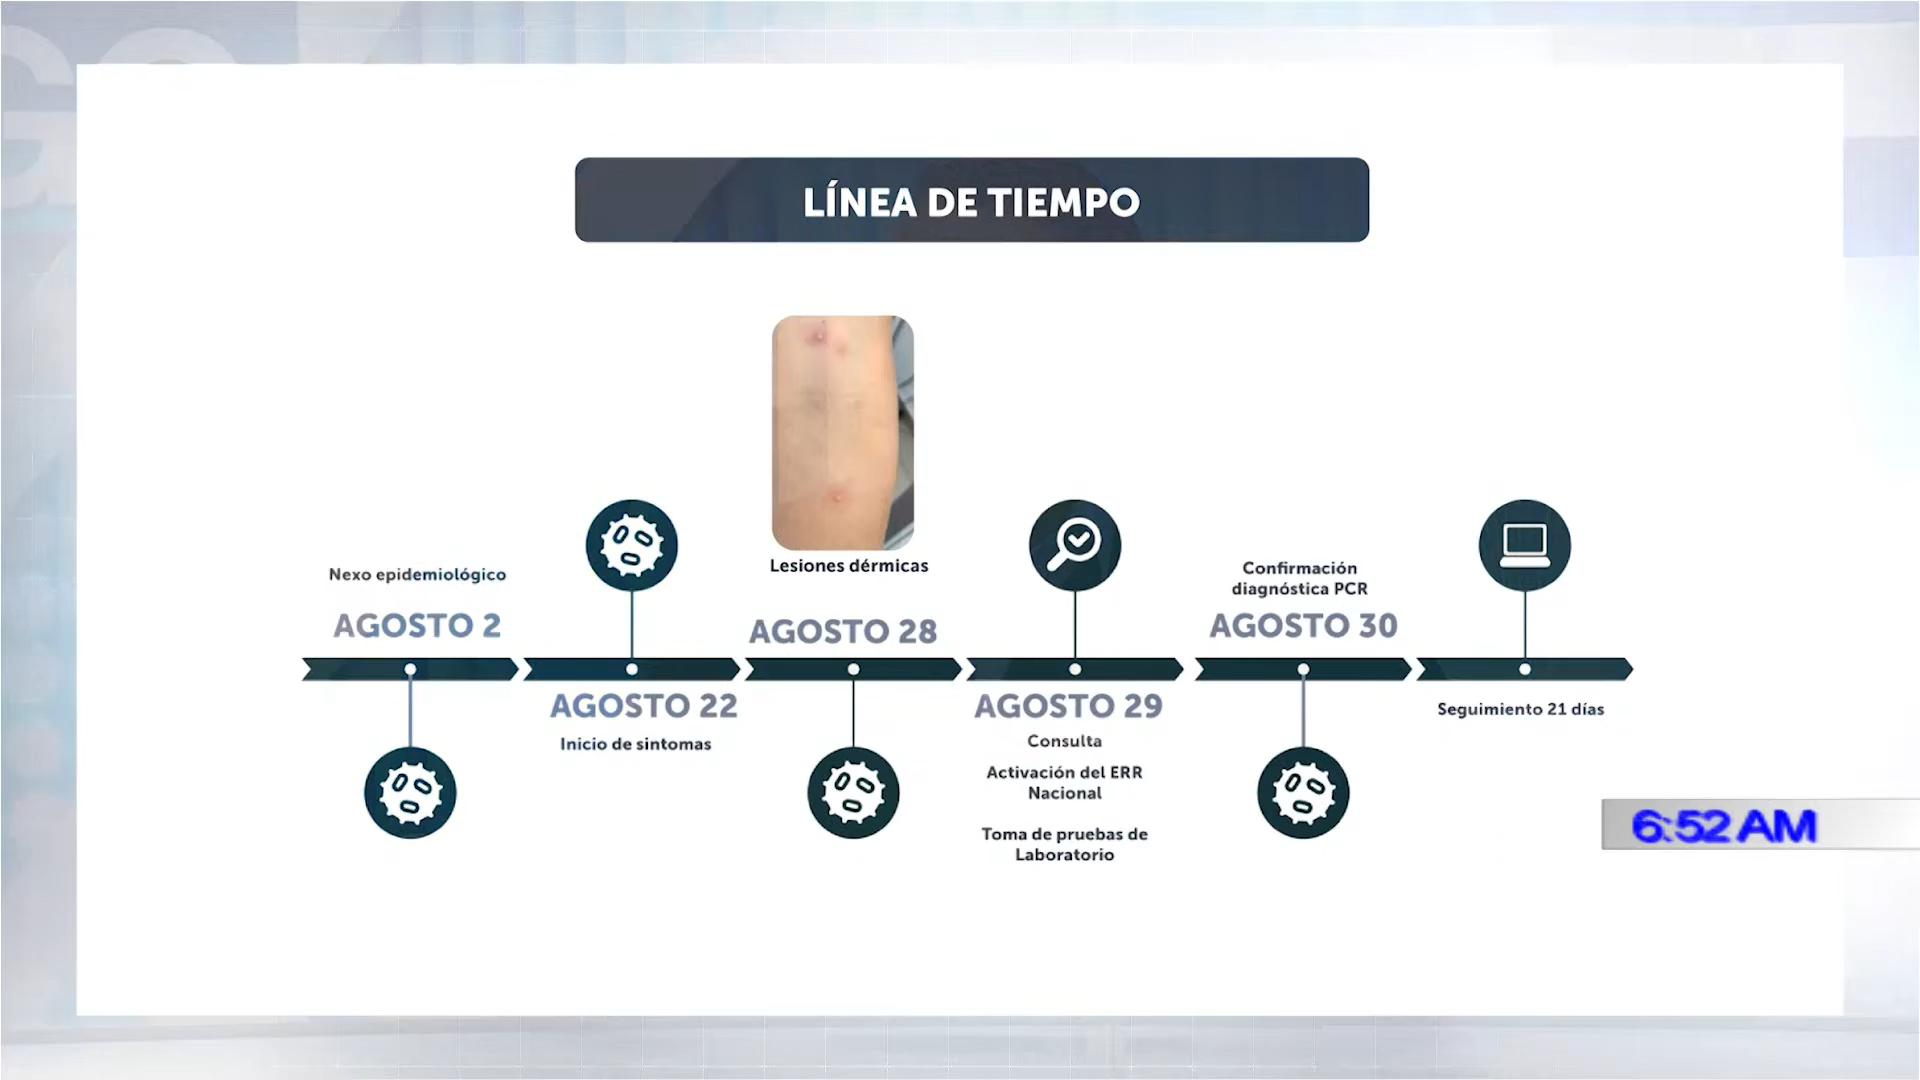 LÍNEA DE TIEMPO
Nexo epidemiológico
AGOSTO 2
AGOSTO 22
Inicio de sintomas
Lesiones dérmicas
AGOSTO 28
AGOSTO 29
Consulta
Activación del ERR
Nacional
Toma de pruebas de
Laboratorio
Confirmación
diagnóstica PCR
AGOSTO 30
Seguimiento 21 días
6:52 AM